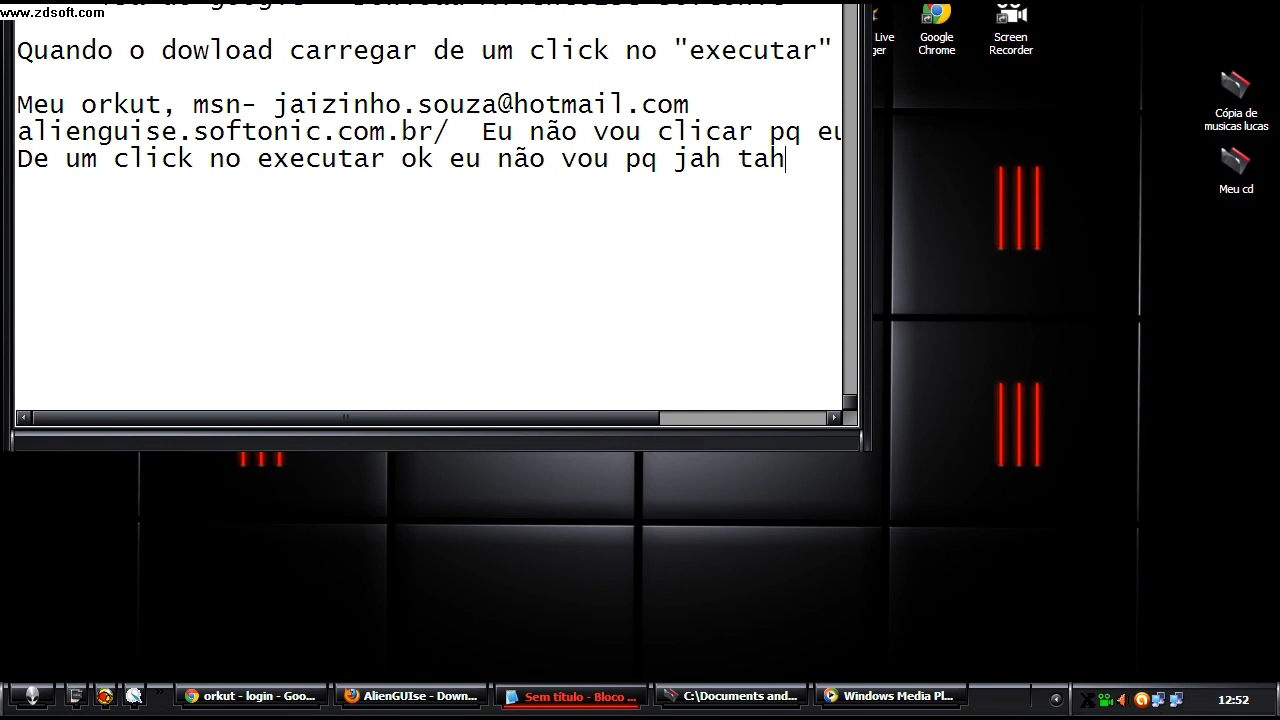 www.zdsoft.com
Quando o dowload carregar de um click no "executar"
Meu orkut, msn- jaizinho.souza@hotmail.com
alienguise.softonic.com.br/  Eu não vou clicar pq eu
De um click no executar ok eu não vou pq jah tah
Live
ger
Google
Chrome
Screen
Recorder
Cópia de
musicas lucas
Meu cd
orkut - login - Goo...
AlienGUIse - Down...
Sem título - Bloco ...
C:\Documents and...
Windows Media Pl...
12:52